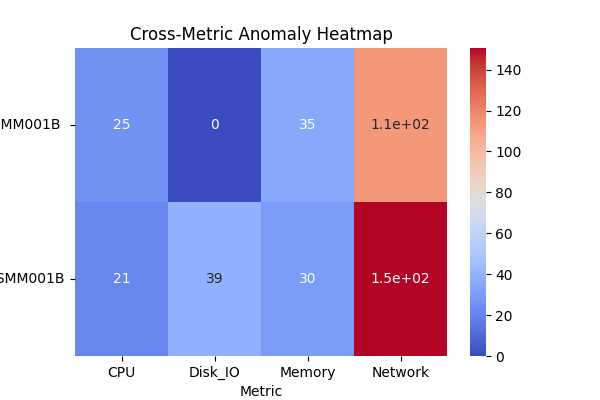 Cross-Metric Anomaly Heatmap
MM001B 25 0 35 1.1e+02
SMM001B 21 39 30 1.5e+02
CPU Disk_IO Memory Network
Metric
140
120
100
80
60
40
20
0